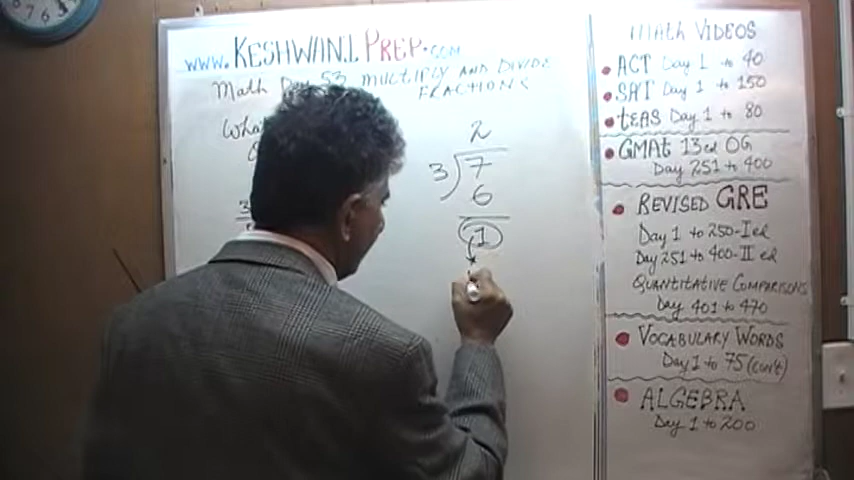 www.KESHWANI PREP.com
Math Day 53 MULTIPLY AND DIVIDE
FRACTIONS
2
3 7
6
1
3
MATH VIDEOS
ACT Day 1 to 40
SAT Day 1 to 150
tEAS Day 1 to 80
GMAt 13ed OG
Day 251 to 400
REVISED GRE
Day 1 to 250-I ed
Day 251 to 400-II ed
QUANTITATIVE COMPARISONS
Day 401 to 470
VOCABULARY WORDS
Day 1 to 75 (con't)
ALGEBRA
Day 1 to 200